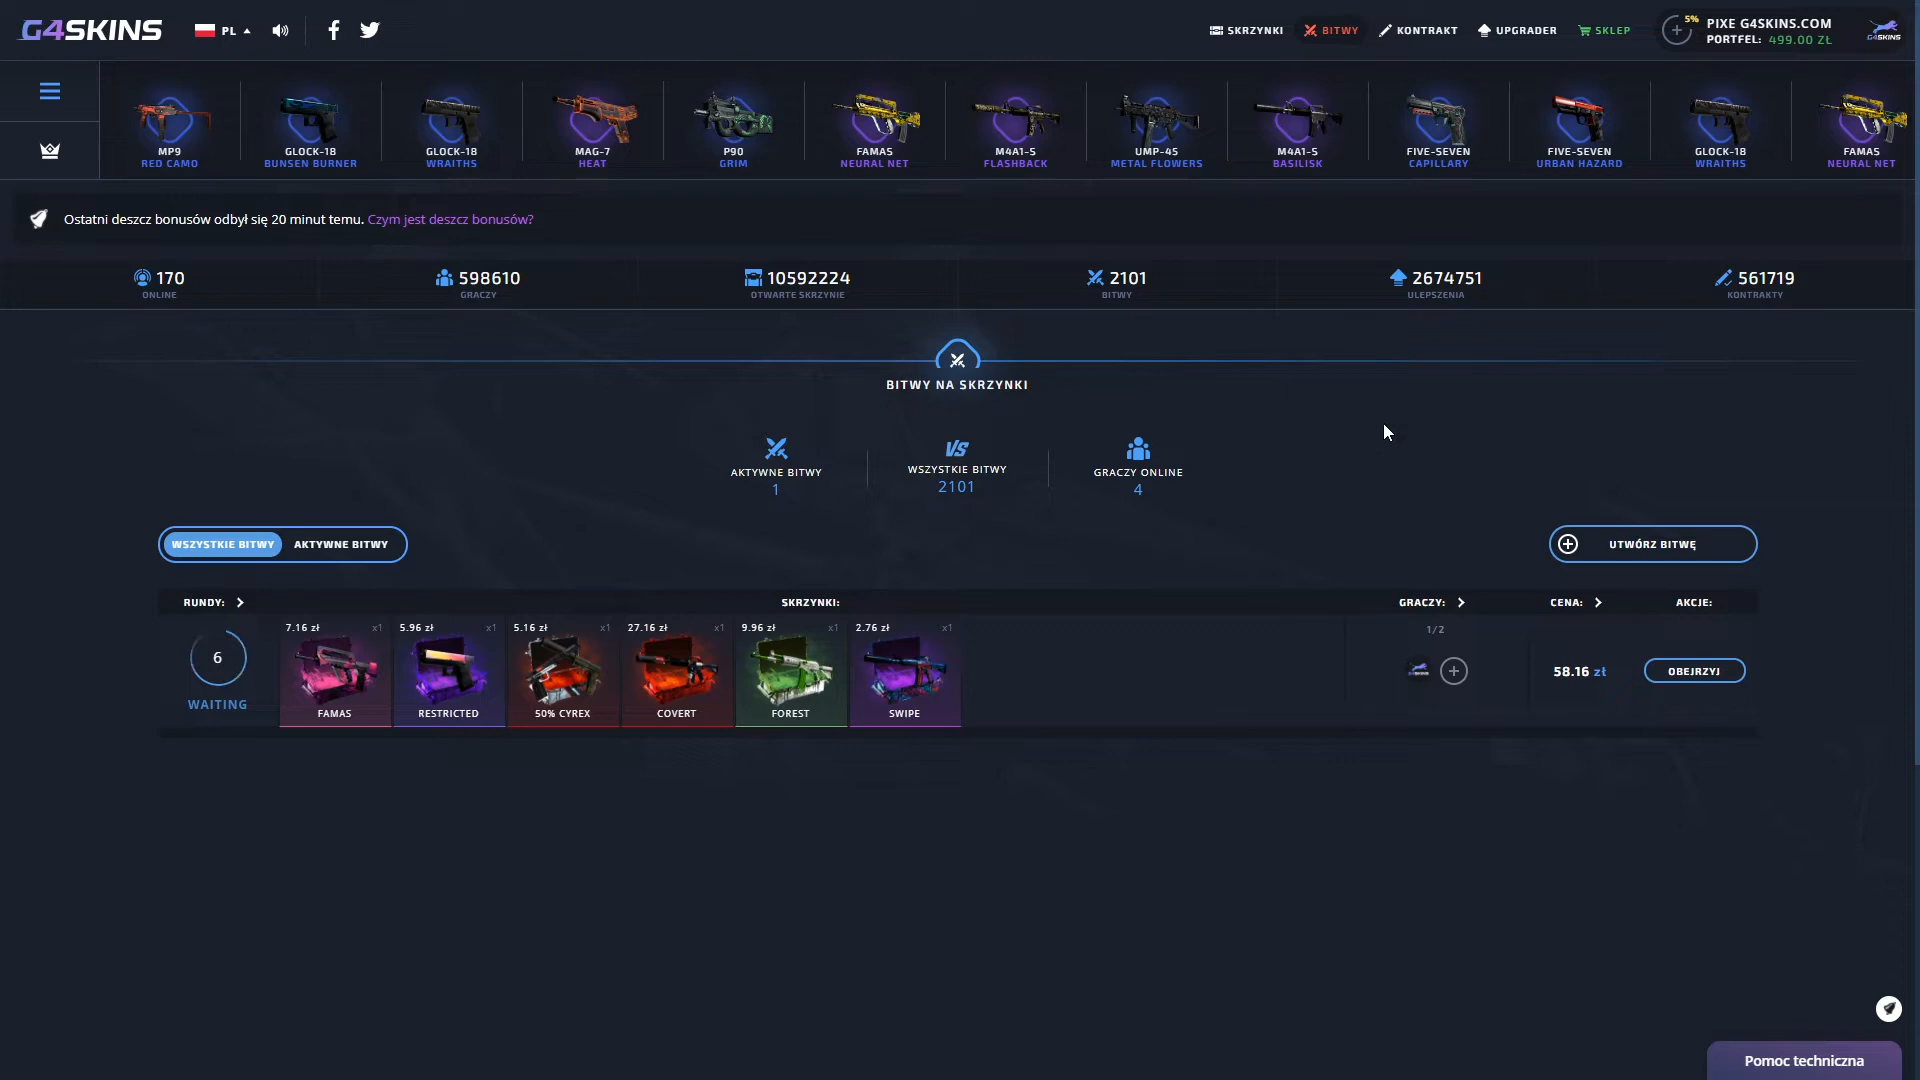 G4SKINS
PL
SKRZYNKI
BITWY
KONTRAKT
UPGRADER
SKLEP
5%
PIXE G4SKINS.COM
PORTFEL: 499.00 ZŁ
G4SKINS
MP9
RED CAMO
GLOCK-18
BUNSEN BURNER
GLOCK-18
WRAITHS
MAG-7
HEAT
P90
GRIM
FAMAS
NEURAL NET
M4A1-S
FLASHBACK
UMP-45
METAL FLOWERS
M4A1-S
BASILISK
FIVE-SEVEN
CAPILLARY
FIVE-SEVEN
URBAN HAZARD
GLOCK-18
WRAITHS
FAMAS
NEURAL NET
Ostatni deszcz bonusów odbył się 20 minut temu. Czym jest deszcz bonusów?
170
ONLINE
598610
GRACZY
10592224
OTWARTE SKRZYNIE
2101
BITWY
2674751
ULEPSZENIA
561719
KONTRAKTY
BITWY NA SKRZYNKI
AKTYWNE BITWY
1
VS
WSZYSTKIE BITWY
2101
GRACZY ONLINE
4
WSZYSTKIE BITWY
AKTYWNE BITWY
UTWÓRZ BITWĘ
RUNDY:
SKRZYNKI:
GRACZY:
CENA:
AKCJE:
6
WAITING
7.16 zł x1
FAMAS
5.96 zł x1
RESTRICTED
5.16 zł x1
50% CYREX
27.16 zł x1
COVERT
9.96 zł x1
FOREST
2.76 zł x1
SWIPE
1/2
58.16 zł
OBEJRZYJ
Pomoc techniczna